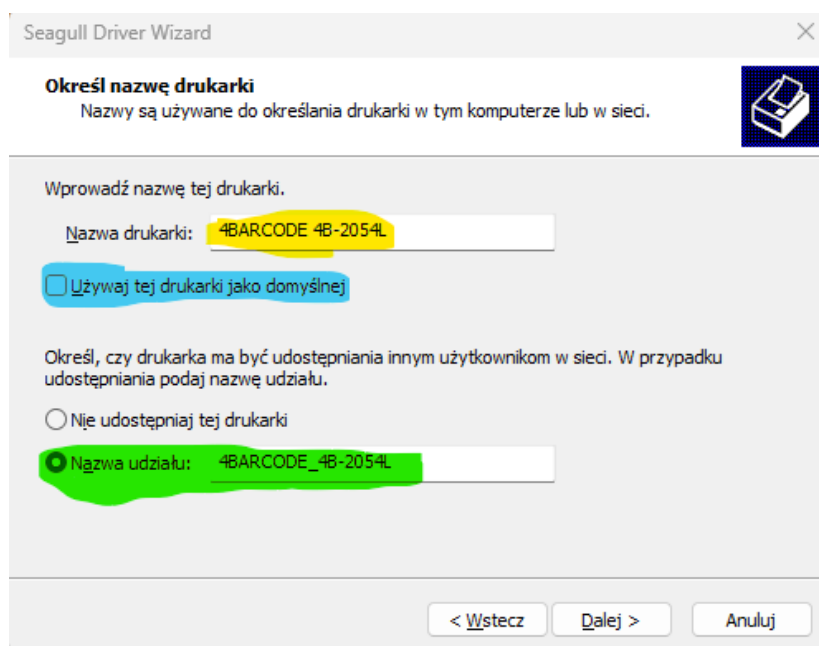 Seagull Driver Wizard
Określ nazwę drukarki
Nazwy są używane do określania drukarki w tym komputerze lub w sieci.
Wprowadź nazwę tej drukarki.
Nazwa drukarki: 4BARCODE 4B-2054L
Używaj tej drukarki jako domyślnej
Określ, czy drukarka ma być udostępniania innym użytkownikom w sieci. W przypadku
udostępniania podaj nazwę udziału.
Nie udostępniaj tej drukarki
Nazwa udziału: 4BARCODE_4B-2054L
< Wstecz
Dalej >
Anuluj